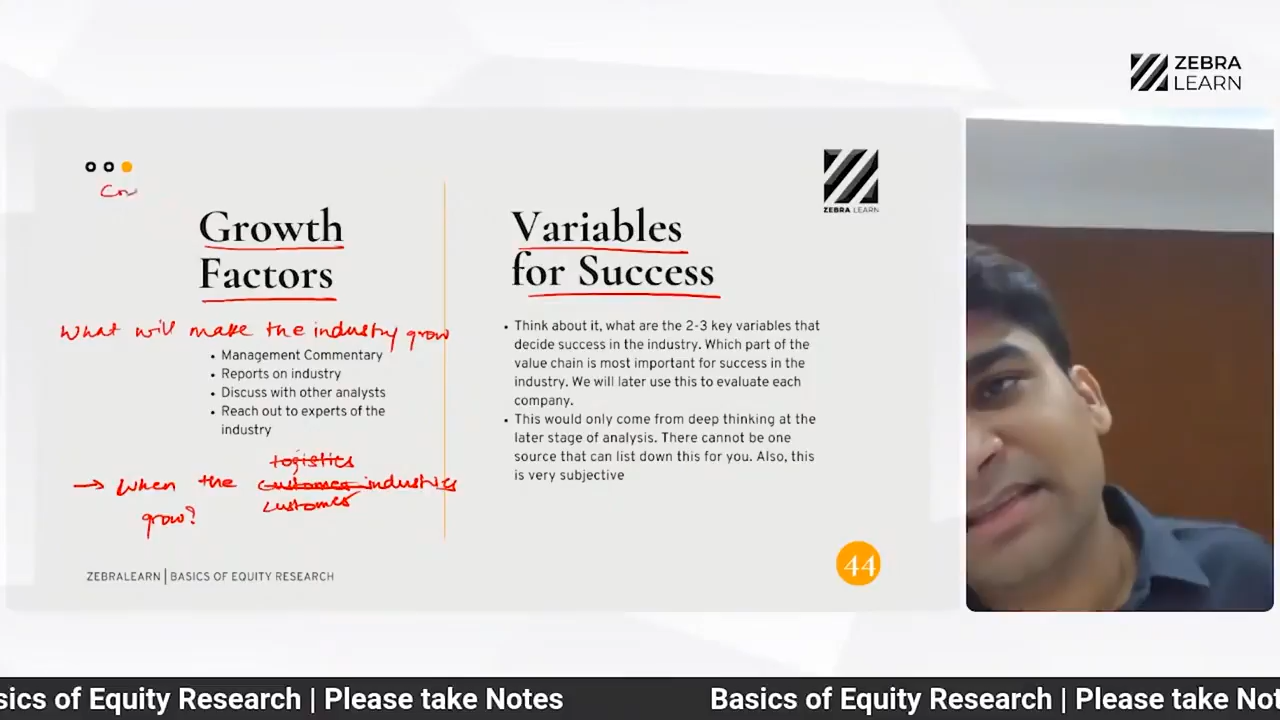 ZEBRA
LEARN
ZEBRA LEARN
Growth
Factors
What will make the industry grow
• Management Commentary
• Reports on industry
• Discuss with other analysts
• Reach out to experts of the
industry
logistics
→ When the customer industries
customer
grow?
Variables
for Success
• Think about it, what are the 2-3 key variables that
decide success in the industry. Which part of the
value chain is most important for success in the
industry. We will later use this to evaluate each
company.
• This would only come from deep thinking at the
later stage of analysis. There cannot be one
source that can list down this for you. Also, this
is very subjective
ZEBRALEARN | BASICS OF EQUITY RESEARCH
44
sics of Equity Research | Please take Notes Basics of Equity Research | Please take Not